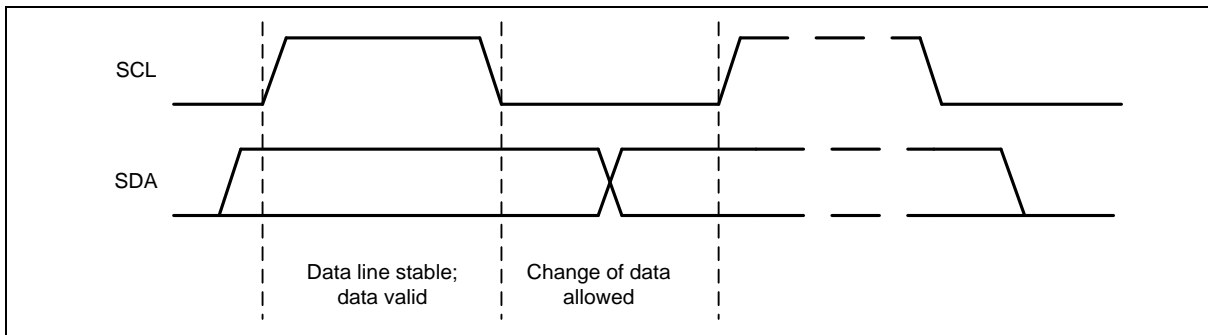 SCL
SDA
Data line stable;
data valid
Change of data
allowed